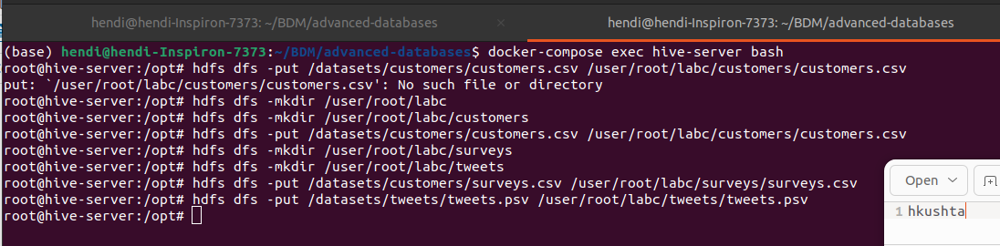 hendi@hendi-Inspiron-7373: ~/BDM/advanced-databases × hendi@hendi-Inspiron-7373: ~/BDM/advanced-databases
(base) hendi@hendi-Inspiron-7373:~/BDM/advanced-databases$ docker-compose exec hive-server bash
root@hive-server:/opt# hdfs dfs -put /datasets/customers/customers.csv /user/root/labc/customers/customers.csv
put: `/user/root/labc/customers/customers.csv': No such file or directory
root@hive-server:/opt# hdfs dfs -mkdir /user/root/labc
root@hive-server:/opt# hdfs dfs -mkdir /user/root/labc/customers
root@hive-server:/opt# hdfs dfs -put /datasets/customers/customers.csv /user/root/labc/customers/customers.csv
root@hive-server:/opt# hdfs dfs -mkdir /user/root/labc/surveys
root@hive-server:/opt# hdfs dfs -mkdir /user/root/labc/tweets
root@hive-server:/opt# hdfs dfs -put /datasets/customers/surveys.csv /user/root/labc/surveys/surveys.csv
root@hive-server:/opt# hdfs dfs -put /datasets/tweets/tweets.psv /user/root/labc/tweets/tweets.psv
root@hive-server:/opt#
Open
1 hkushta